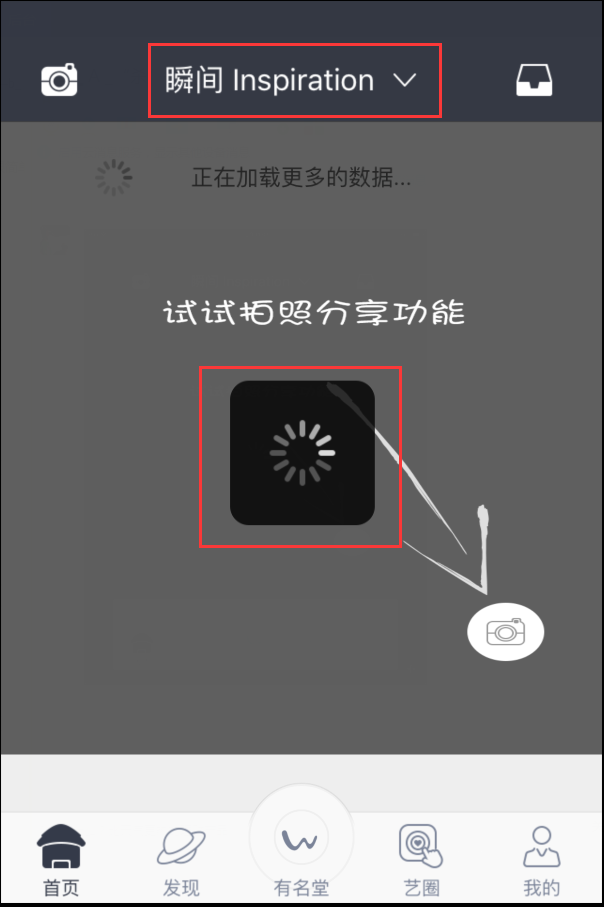 瞬间 Inspiration
正在加载更多的数据...
试试拍照分享功能
首页
发现
有名堂
艺圈
我的